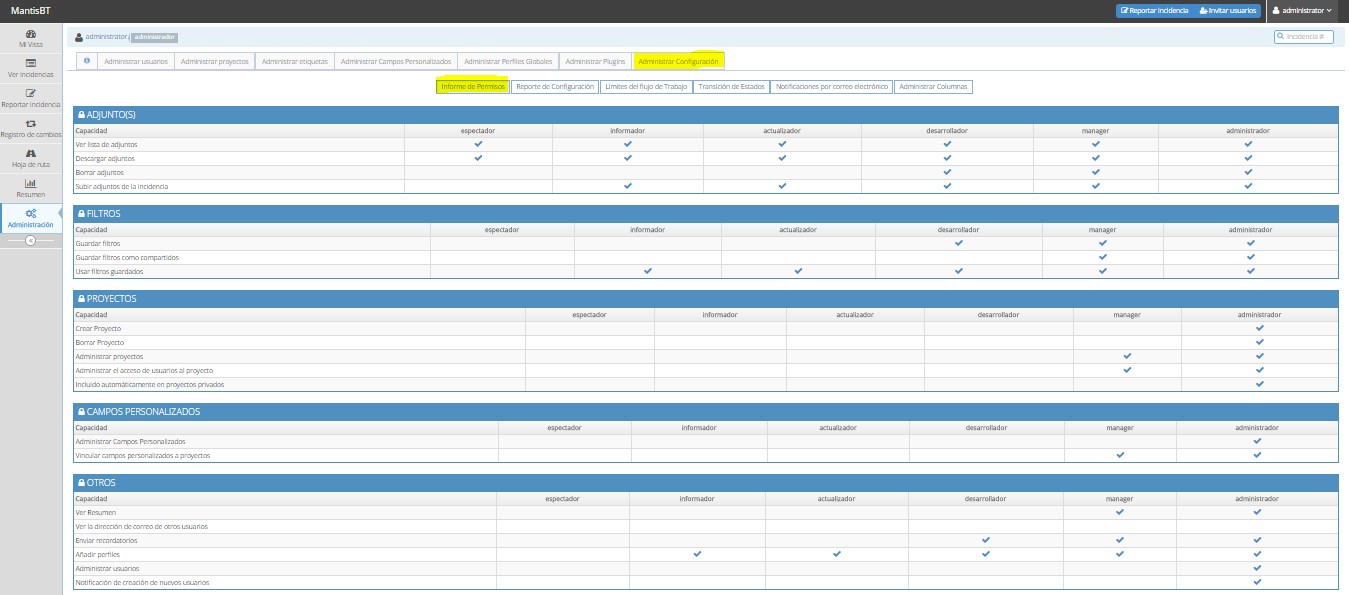 MantisBT
Reportar incidencia Invitar usuarios administrador
administrador administrador Incidencia #
Mi Vista
Ver incidencias
Reportar incidencia
Registro de cambios
Hoja de ruta
Resumen
Administración
Administrar usuarios Administrar proyectos Administrar etiquetas Administrar Campos Personalizados Administrar Perfiles Globales Administrar Plugins Administrar Configuración
Informe de Permisos Reporte de Configuración Límites del flujo de Trabajo Transición de Estados Notificaciones por correo electrónico Administrar Columnas
ADJUNTO(S)
Capacidad espectador informador actualizador desarrollador manager administrador
Ver lista de adjuntos
Descargar adjuntos
Borrar adjuntos
Subir adjuntos de la incidencia
FILTROS
Capacidad espectador informador actualizador desarrollador manager administrador
Guardar filtros
Guardar filtros como compartidos
Usar filtros guardados
PROYECTOS
Capacidad espectador informador actualizador desarrollador manager administrador
Crear Proyecto
Borrar Proyecto
Administrar proyectos
Administrar el acceso de usuarios al proyecto
Incluido automáticamente en proyectos privados
CAMPOS PERSONALIZADOS
Capacidad espectador informador actualizador desarrollador manager administrador
Administrar Campos Personalizados
Vincular campos personalizados a proyectos
OTROS
Capacidad espectador informador actualizador desarrollador manager administrador
Ver Resumen
Ver la dirección de correo de otros usuarios
Enviar recordatorios
Añadir perfiles
Administrar usuarios
Notificación de creación de nuevos usuarios